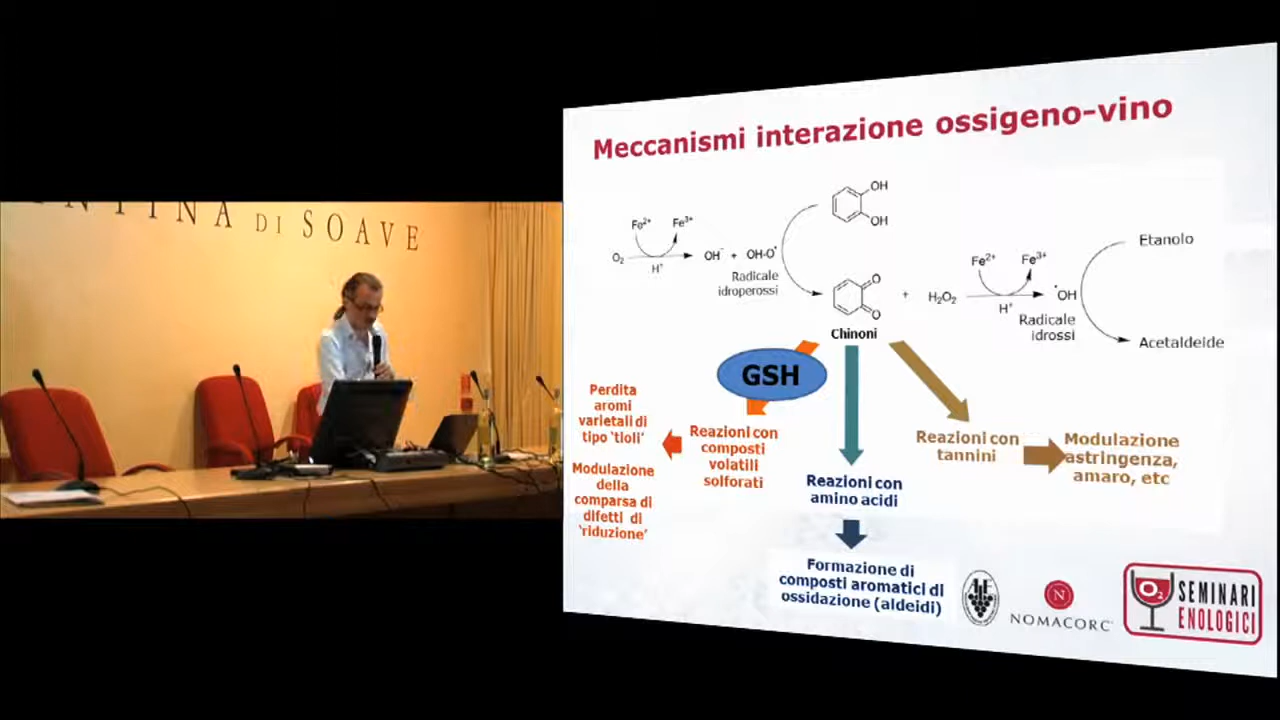 DI SOAVE
Meccanismi interazione ossigeno-vino
OH
OH
Fe2+ Fe3+
O2
H+
OH- + OH-O•
Radicale
idroperossi
O
O
Chinoni
+ H2O2
Fe2+ Fe3+
H+
•OH
Radicale
idrossi
Etanolo
Acetaldeide
GSH
Perdita
aromi
varietali di
tipo ‘tioli’
Modulazione
della
comparsa di
difetti di
‘riduzione’
Reazioni con
composti
volatili
solforati
Reazioni con
amino acidi
Formazione di
composti aromatici di
ossidazione (aldeidi)
Reazioni con
tannini
Modulazione
astringenza,
amaro, etc
N
NOMACORC
O2
SEMINARI
ENOLOGICI